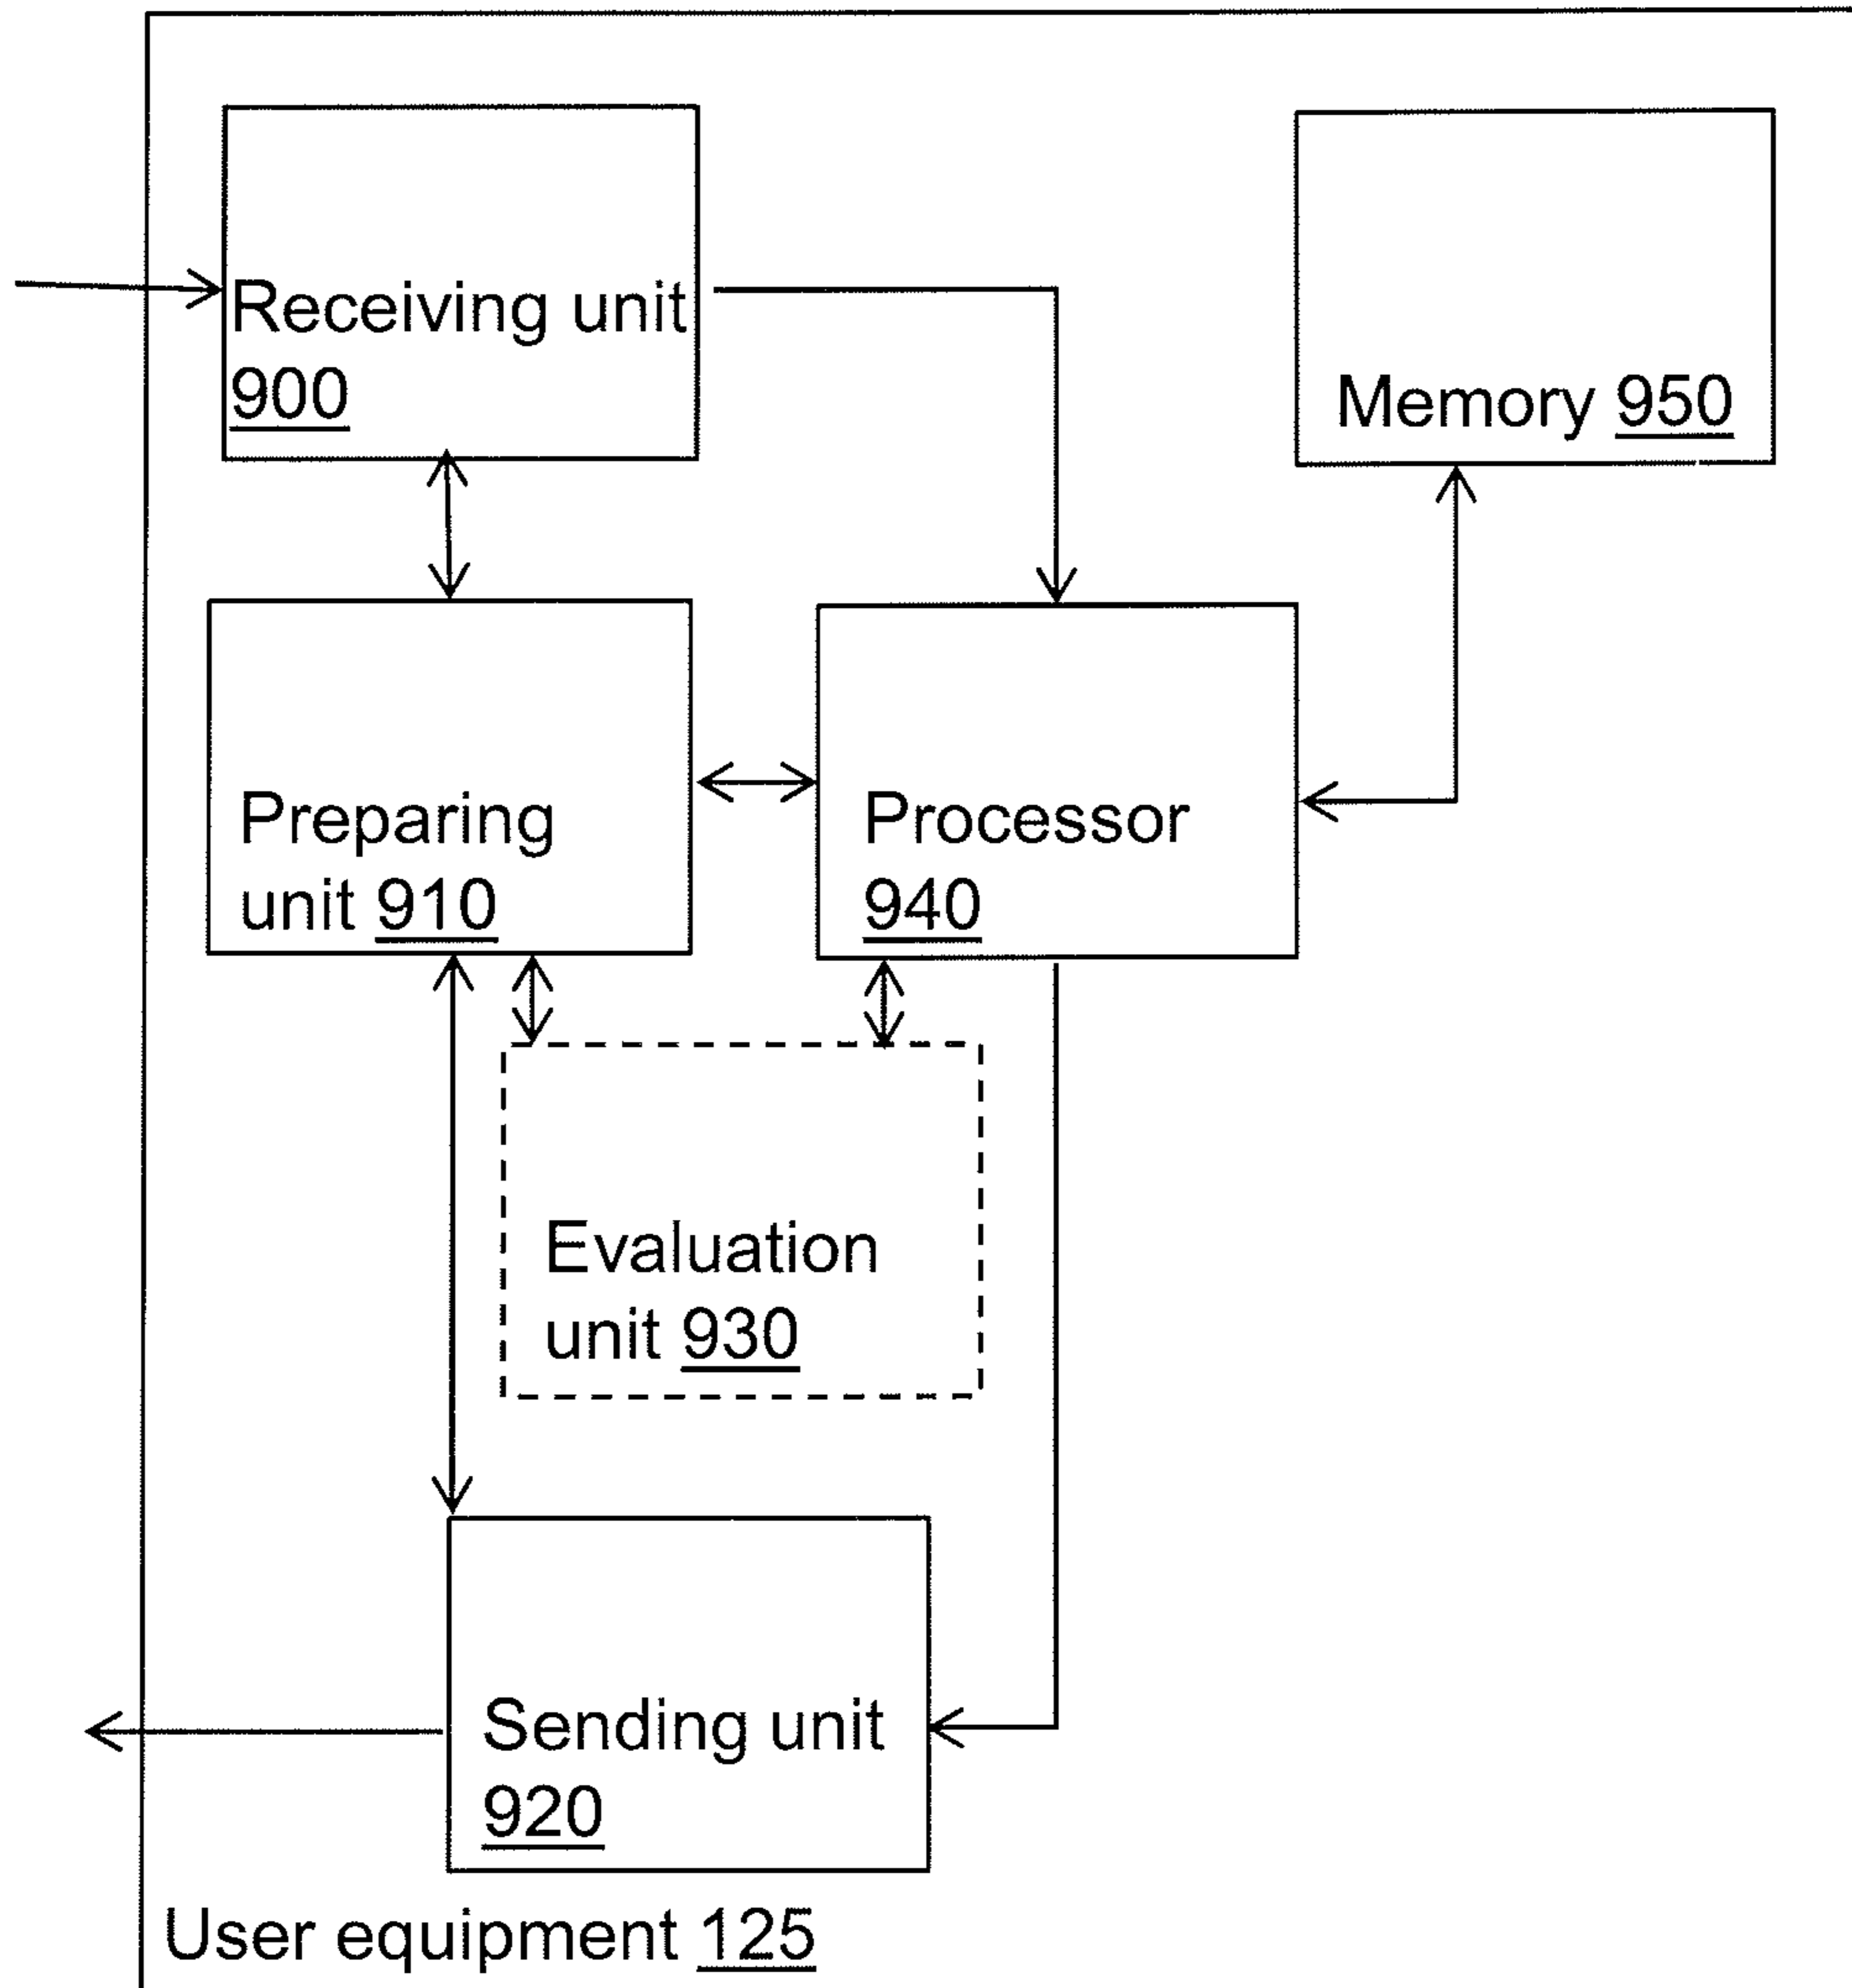 Receiving unit
900
Memory 950
Preparing
unit 910
Processor
940
Evaluation
unit 930
Sending unit
920
User equipment 125